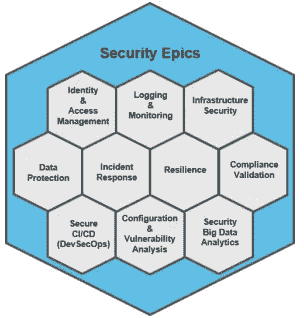 Security Epics
Identity
&
Access
Management
Logging
&
Monitoring
Infrastructure
Security
Data
Protection
Incident
Response
Resilience
Compliance
Validation
Secure
CI/CD
(DevSecOps)
Configuration
&
Vulnerability
Analysis
Security
Big Data
Analytics